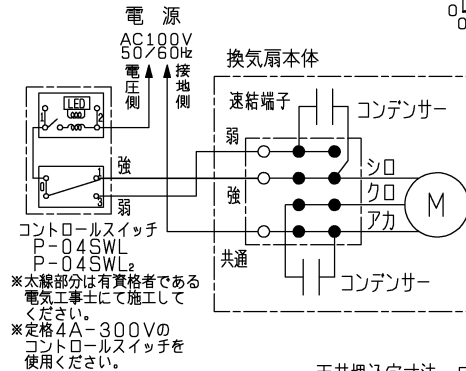 電源
AC100V
50/60Hz
電圧側
接地側
換気扇本体
速結端子
コンデンサー
LED
1
2
0
1
3
強
弱
弱
強
共通
シロ
クロ
アカ
M
コンデンサー
コントロールスイッチ
P-04SWL
P-04SWL₂
※太線部分は有資格者である
電気工事士にて施工して
ください。
※定格4A-300Vの
コントロールスイッチを
使用ください。